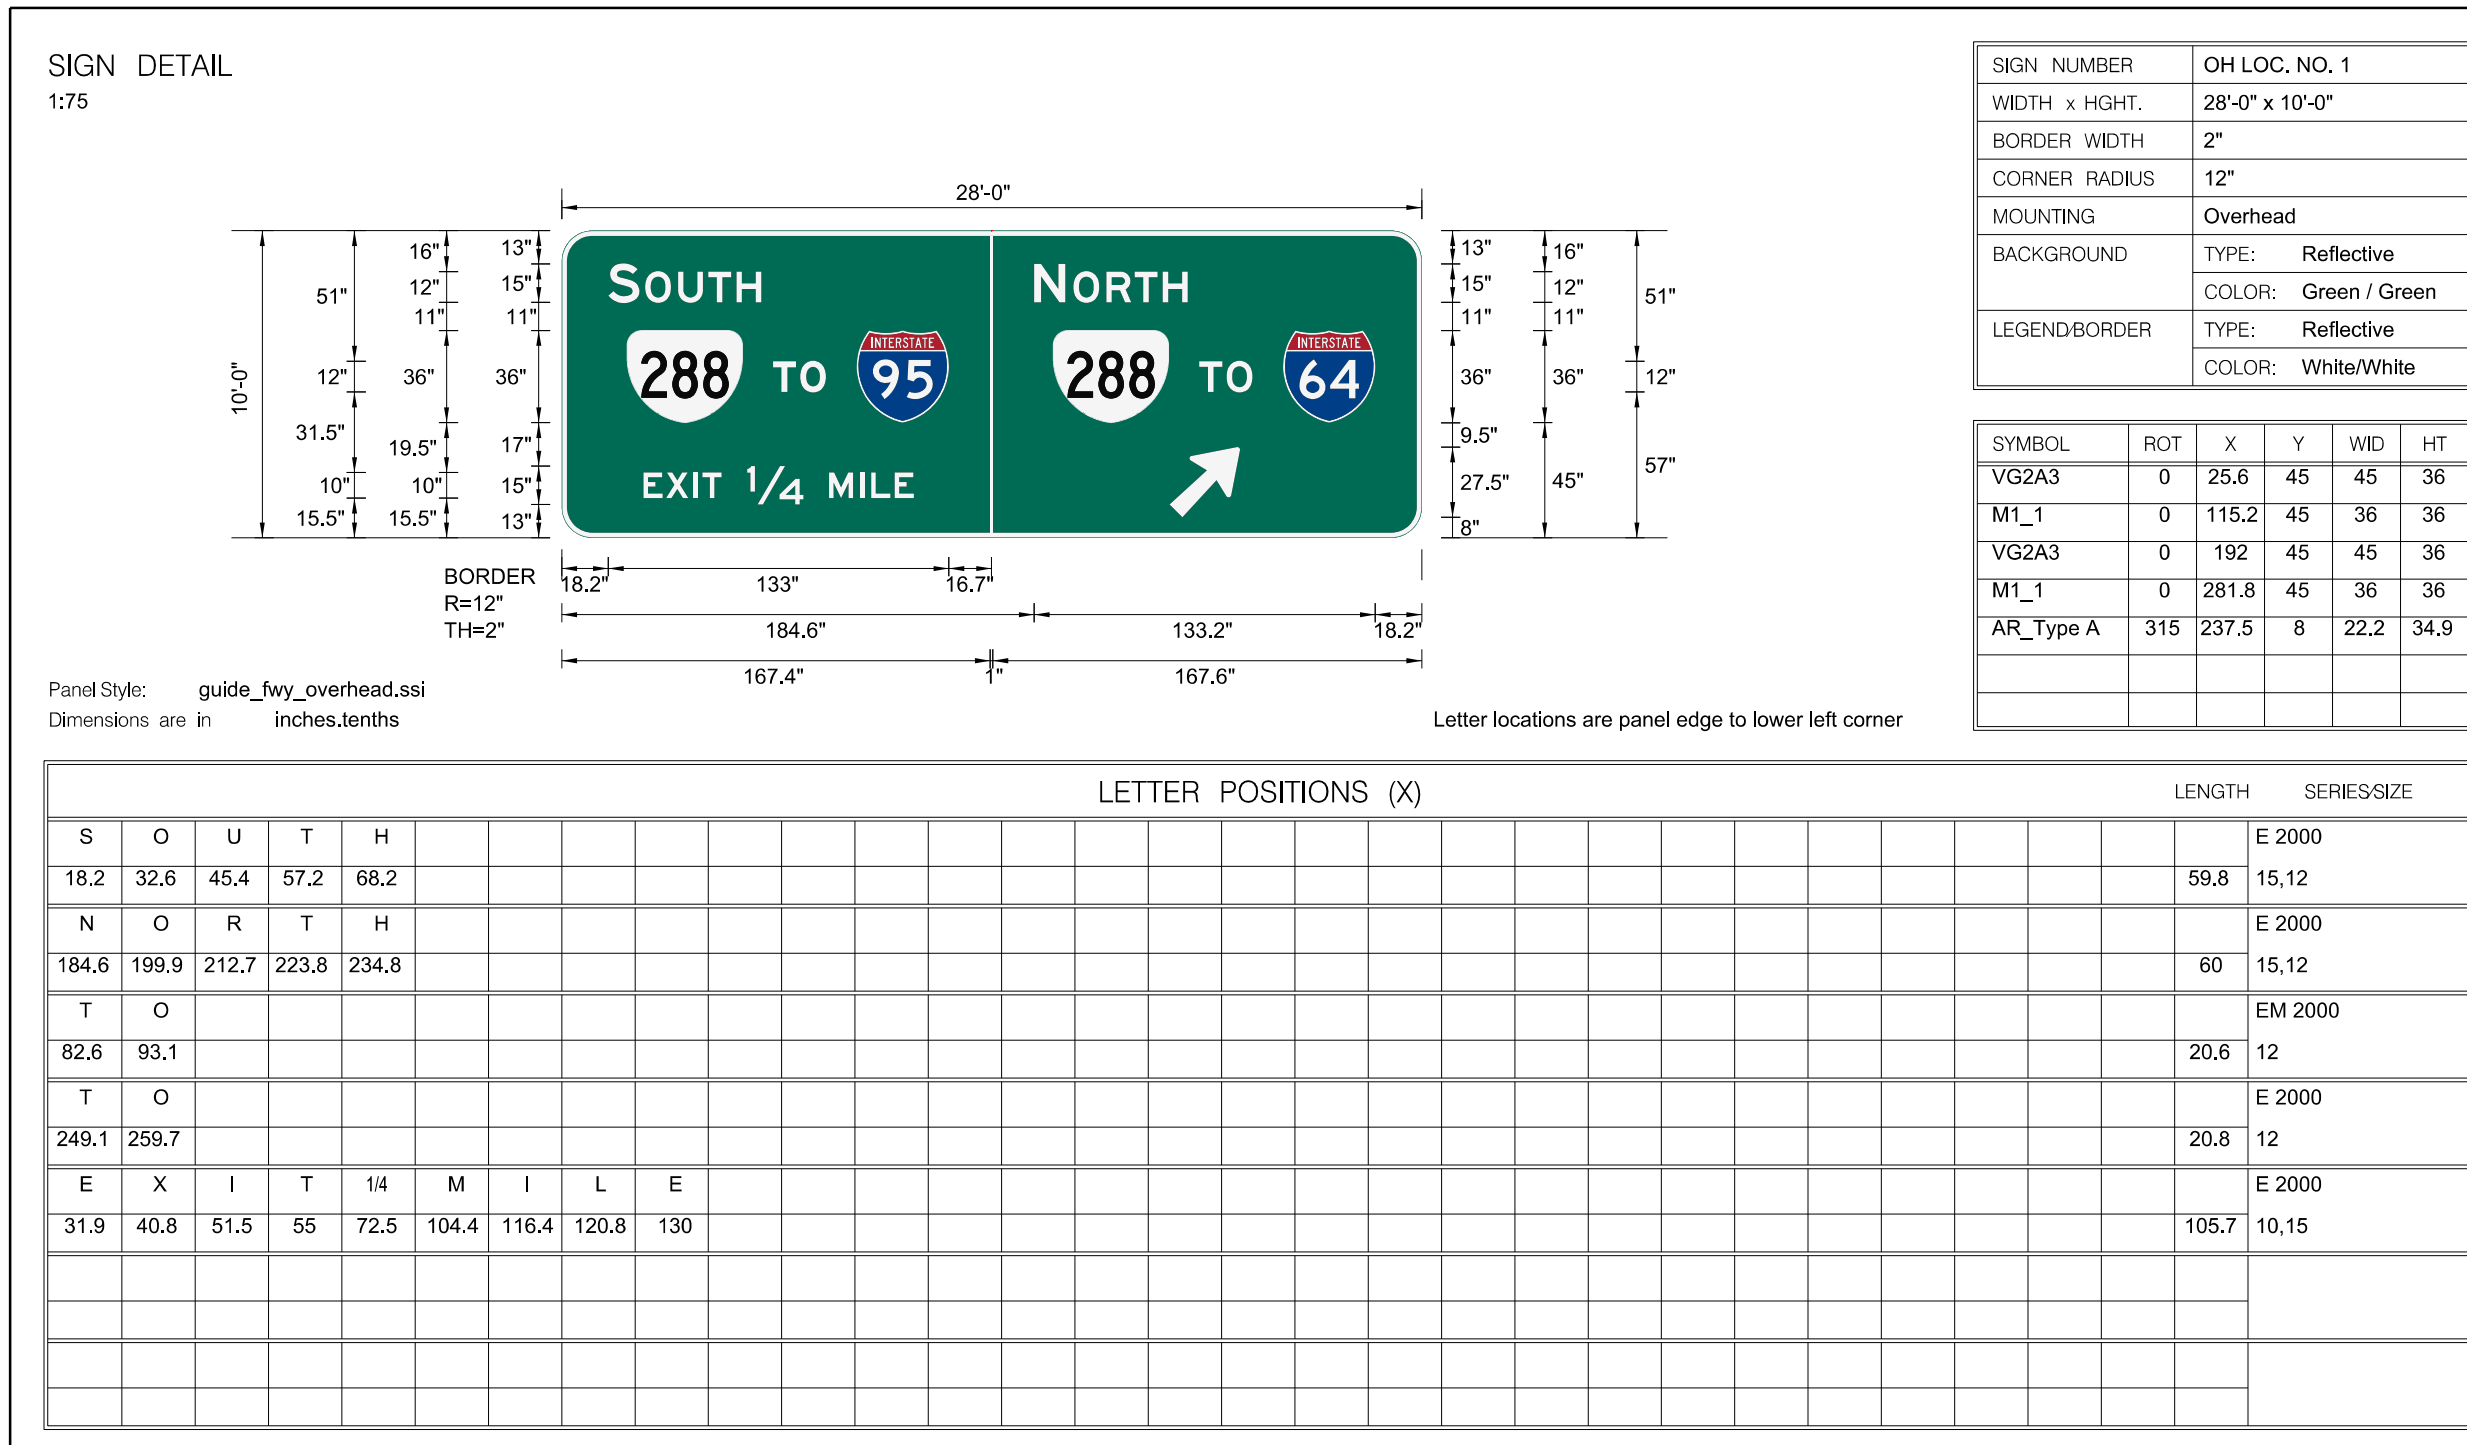 SIGN DETAIL
1:75
SIGN NUMBER OH LOC. NO. 1
WIDTH x HGHT. 28'-0" x 10'-0"
BORDER WIDTH 2"
CORNER RADIUS 12"
MOUNTING Overhead
BACKGROUND TYPE: Reflective
COLOR: Green / Green
LEGEND/BORDER TYPE: Reflective
COLOR: White/White
28'-0"
10'-0"
51"
12"
31.5"
10"
15.5"
16"
12"
11"
36"
19.5"
10"
15.5"
13"
15"
11"
36"
17"
15"
13"
SOUTH
288 TO INTERSTATE 95
EXIT 1/4 MILE
NORTH
288 TO INTERSTATE 64
13"
15"
11"
36"
9.5"
27.5"
8"
16"
12"
11"
36"
45"
51"
12"
57"
BORDER
R=12"
TH=2"
18.2" 133" 16.7"
184.6" 133.2" 18.2"
167.4" 1" 167.6"
Panel Style: guide_fwy_overhead.ssi
Dimensions are in inches.tenths
Letter locations are panel edge to lower left corner
SYMBOL ROT X Y WID HT
VG2A3 0 25.6 45 45 36
M1_1 0 115.2 45 36 36
VG2A3 0 192 45 45 36
M1_1 0 281.8 45 36 36
AR_Type A 315 237.5 8 22.2 34.9
LETTER POSITIONS (X) LENGTH SERIES/SIZE
S O U T H E 2000
18.2 32.6 45.4 57.2 68.2 59.8 15,12
N O R T H E 2000
184.6 199.9 212.7 223.8 234.8 60 15,12
T O EM 2000
82.6 93.1 20.6 12
T O E 2000
249.1 259.7 20.8 12
E X I T 1/4 M I L E E 2000
31.9 40.8 51.5 55 72.5 104.4 116.4 120.8 130 105.7 10,15